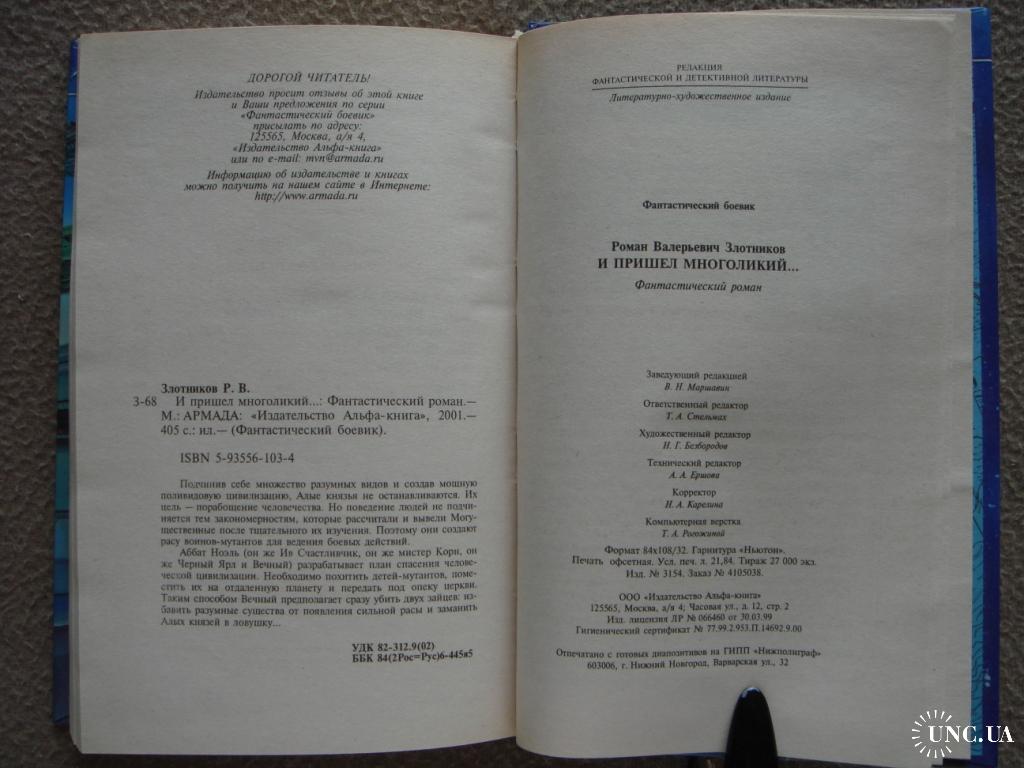 ДОРОГОЙ ЧИТАТЕЛЬ!
Издательство просит отзывы об этой книге
и Ваши предложения по серии
«Фантастический боевик»
присылать по адресу:
125565, Москва, а/я 4,
«Издательство Альфа-книга»
или по e-mail: mvn@armada.ru
Информацию об издательстве и книгах
можно получить на нашем сайте в Интернете:
http://www.armada.ru
Злотников Р. В.
З-68 И пришел многоликий...: Фантастический роман.—
М.: АРМАДА: «Издательство Альфа-книга», 2001.—
405 с.: ил.— (Фантастический боевик).
ISBN 5-93556-103-4
Подчинив себе множество разумных видов и создав мощную
поливидовую цивилизацию, Алые князья не останавливаются. Их
цель — порабощение человечества. Но поведение людей не подчи-
няется тем закономерностям, которые рассчитали и вывели Могу-
щественные после тщательного их изучения. Поэтому они создают
расу воинов-мутантов для ведения боевых действий.
Аббат Ноэль (он же Ив Счастливчик, он же мистер Корн, он
же Черный Ярл и Вечный) разрабатывает план спасения челове-
ческой цивилизации. Необходимо похитить детей-мутантов, поме-
стить их на отдаленную планету и передать под опеку церкви.
Таким способом Вечный предполагает сразу убить двух зайцев: из-
бавить разумные существа от появления сильной расы и заманить
Алых князей в ловушку...
УДК 82-312.9(02)
ББК 84(2Рос=Рус)6-445я5
РЕДАКЦИЯ
ФАНТАСТИЧЕСКОЙ И ДЕТЕКТИВНОЙ ЛИТЕРАТУРЫ
Литературно-художественное издание
Фантастический боевик
Роман Валерьевич Злотников
И ПРИШЕЛ МНОГОЛИКИЙ...
Фантастический роман
Заведующий редакцией
В. Н. Маршавин
Ответственный редактор
Т. А. Стельмах
Художественный редактор
Н. Г. Безбородов
Технический редактор
А. А. Ершова
Корректор
Н. А. Карелина
Компьютерная верстка
Т. А. Рогожиной
Формат 84х108/32. Гарнитура «Ньютон».
Печать офсетная. Усл. печ. л. 21,84. Тираж 27 000 экз.
Изд. № 3154. Заказ № 4105038.
ООО «Издательство Альфа-книга»
125565, Москва, а/я 4; Часовая ул., д. 12, стр. 2
Изд. лицензия ЛР № 066460 от 30.03.99
Гигиенический сертификат № 77.99.2.953.П.14692.9.00
Отпечатано с готовых диапозитивов на ГИПП «Нижполиграф»
603006, г. Нижний Новгород, Варварская ул., 32
UNC.UA